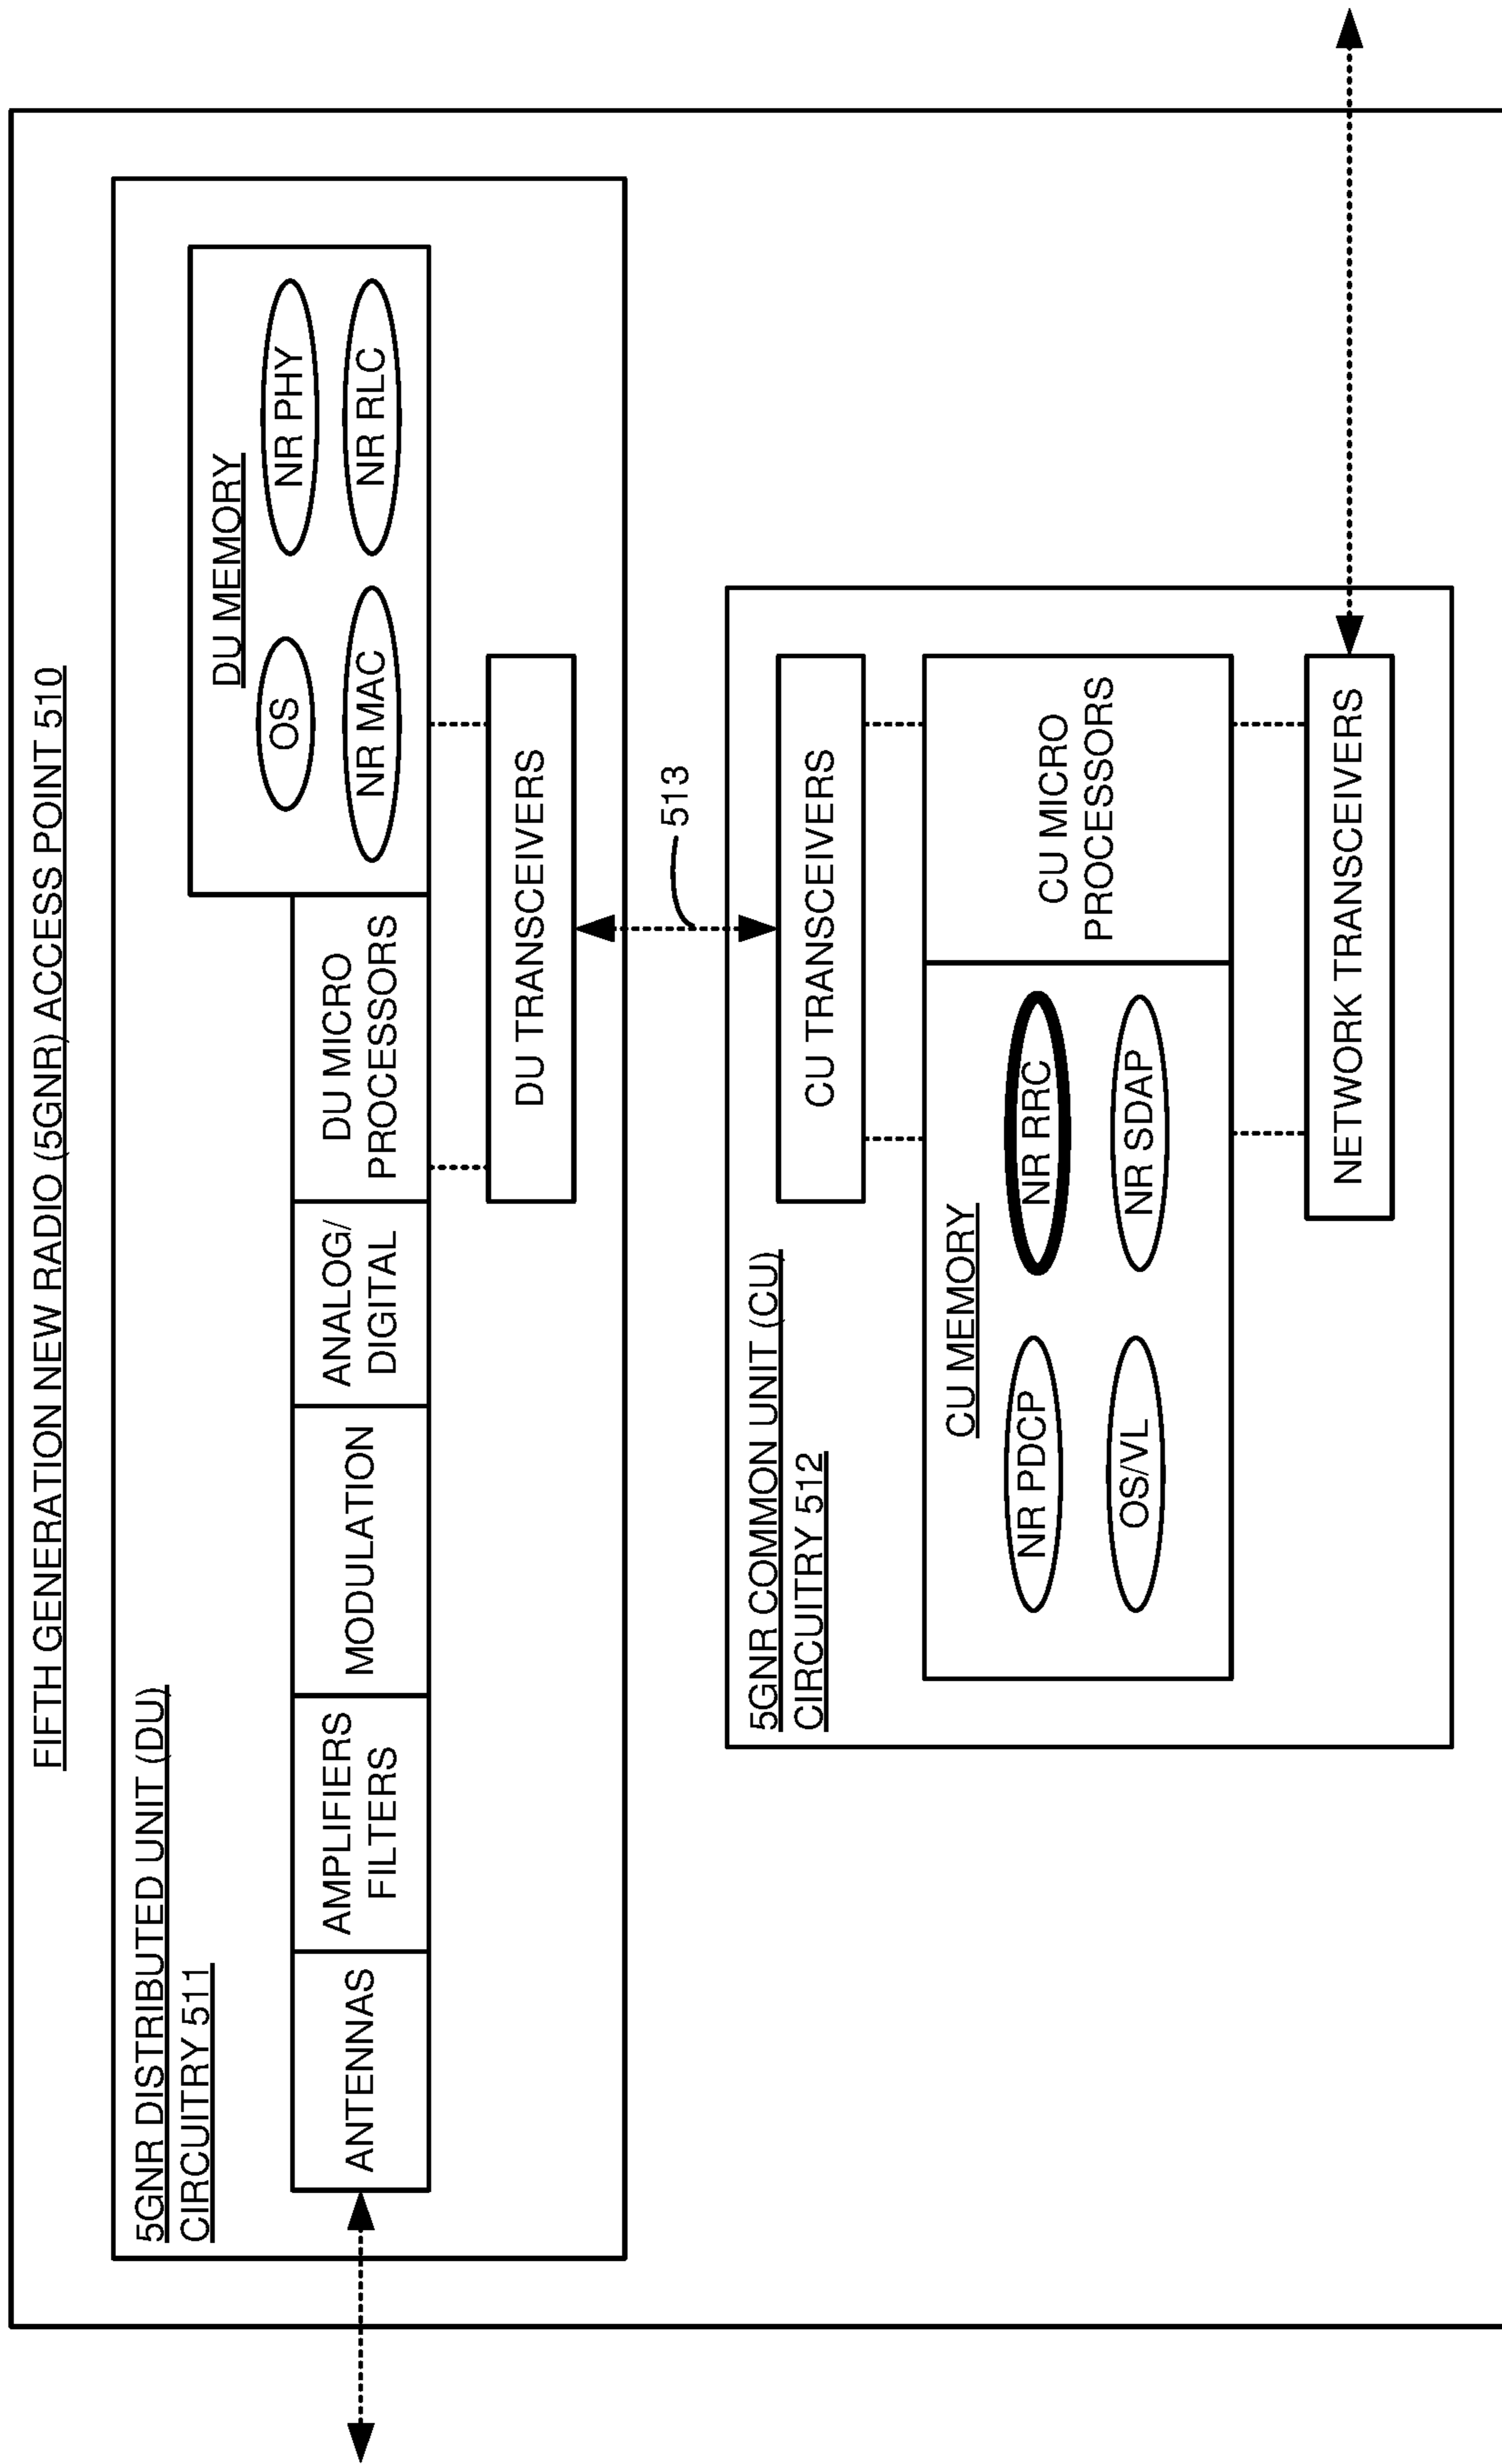 FIFTH GENERATION NEW RADIO (5GNR) ACCESS POINT 510
5GNR DISTRIBUTED UNIT (DU)
CIRCUITRY 511
DU MEMORY
OS
NR PHY
NR MAC
NR RLC
ANTENNAS
AMPLIFIERS
FILTERS
MODULATION
ANALOG/
DIGITAL
DU MICRO
PROCESSORS
DU TRANSCEIVERS
513
5GNR COMMON UNIT (CU)
CIRCUITRY 512
CU TRANSCEIVERS
CU MEMORY
NR PDCP
NR RRC
OS/VL
NR SDAP
CU MICRO
PROCESSORS
NETWORK TRANSCEIVERS